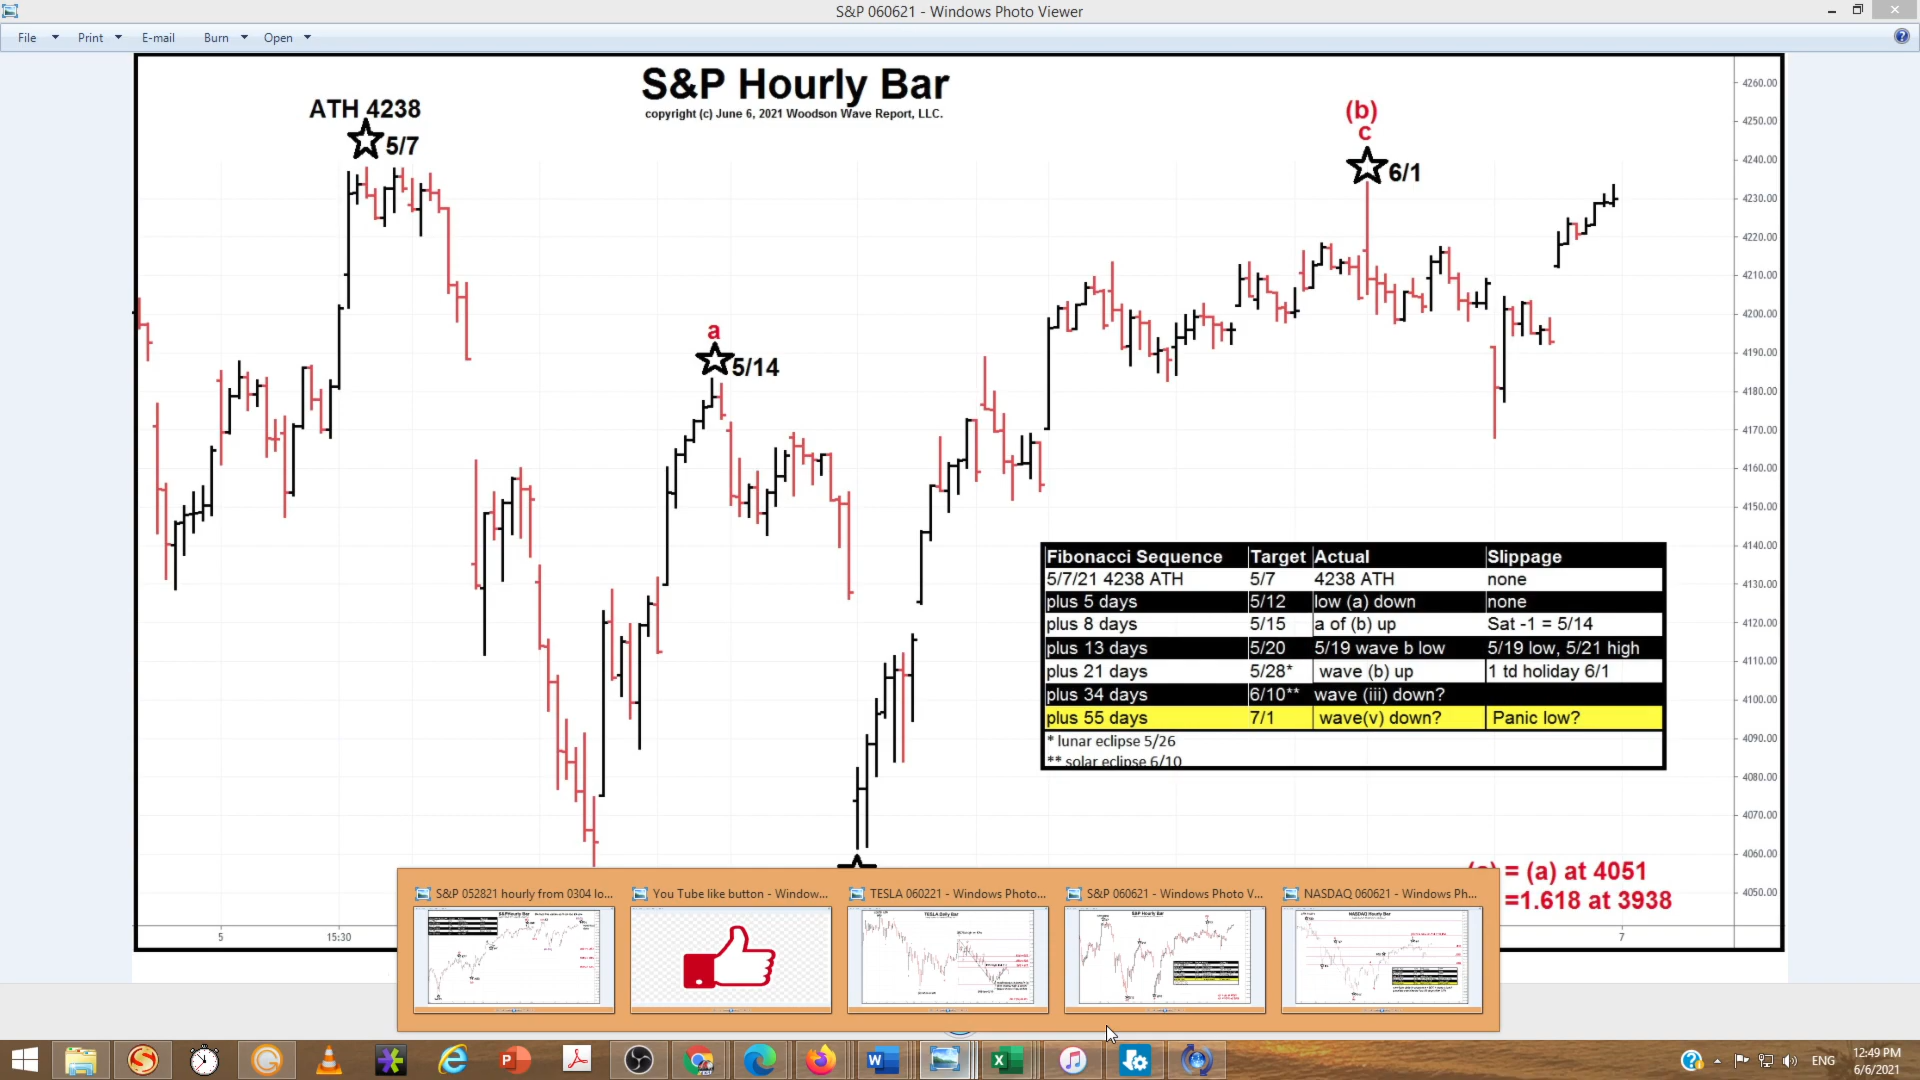 S&P 060621 - Windows Photo Viewer
File Print E-mail Burn Open
S&P Hourly Bar
copyright (c) June 6, 2021 Woodson Wave Report, LLC.
ATH 4238
5/7
a
5/14
(b)
c
6/1
4260.00
4250.00
4240.00
4230.00
4220.00
4210.00
4200.00
4190.00
4180.00
4170.00
4160.00
4150.00
4140.00
4130.00
4120.00
4110.00
4100.00
4090.00
4080.00
4070.00
4060.00
4050.00
Fibonacci Sequence Target Actual Slippage
5/7/21 4238 ATH 5/7 4238 ATH none
plus 5 days 5/12 low (a) down none
plus 8 days 5/15 a of (b) up Sat -1 = 5/14
plus 13 days 5/20 5/19 wave b low 5/19 low, 5/21 high
plus 21 days 5/28* wave (b) up 1 td holiday 6/1
plus 34 days 6/10** wave (iii) down?
plus 55 days 7/1 wave(v) down? Panic low?
* lunar eclipse 5/26
** solar eclipse 6/10
= (a) at 4051
=1.618 at 3938
5 15:30 7
S&P 052821 hourly from 0304 lo...
You Tube like button - Window...
TESLA 060221 - Windows Photo...
S&P 060621 - Windows Photo V...
NASDAQ 060621 - Windows Ph...
S&P Hourly Bar
TESLA Daily Bar
S&P Hourly Bar
NASDAQ Hourly Bar
ENG
12:49 PM
6/6/2021